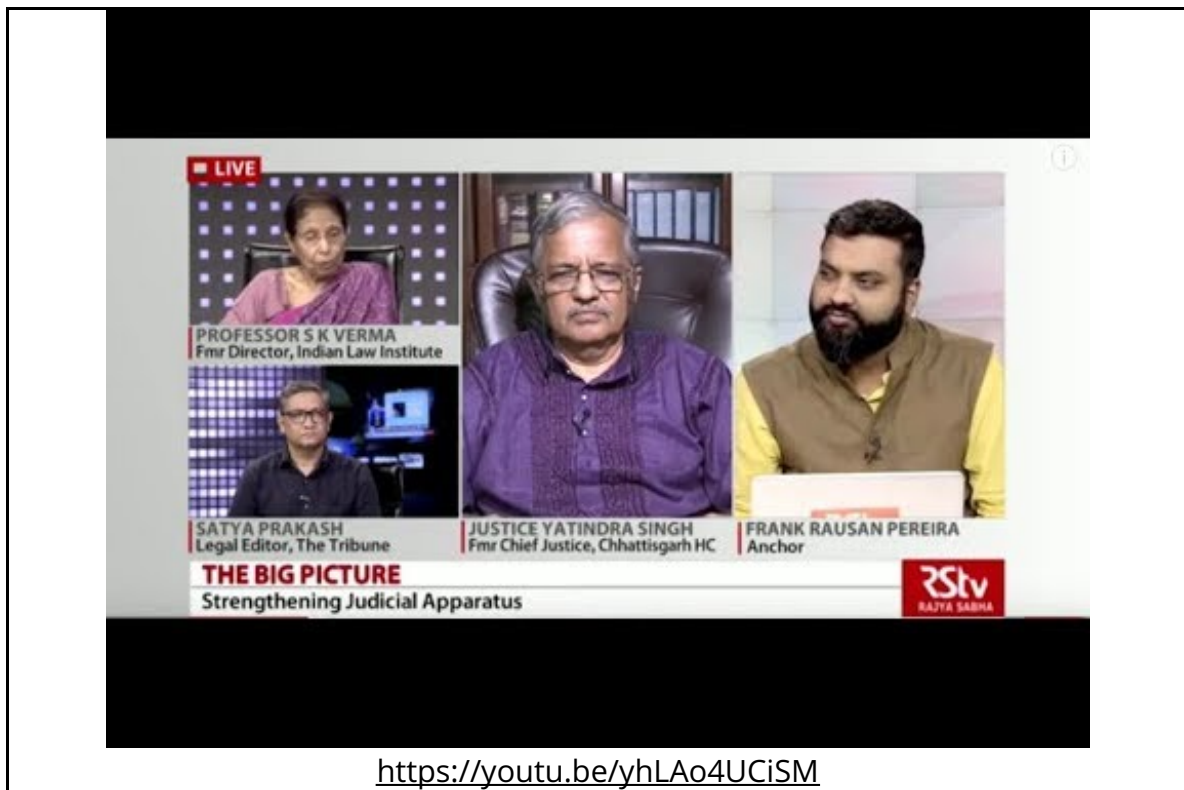 LIVE
PROFESSOR S K VERMA
Fmr Director, Indian Law Institute
SATYA PRAKASH
Legal Editor, The Tribune
JUSTICE YATINDRA SINGH
Fmr Chief Justice, Chhattisgarh HC
FRANK RAUSAN PEREIRA
Anchor
THE BIG PICTURE
Strengthening Judicial Apparatus
RStv
RAJYA SABHA
https://youtu.be/yhLAo4UCiSM